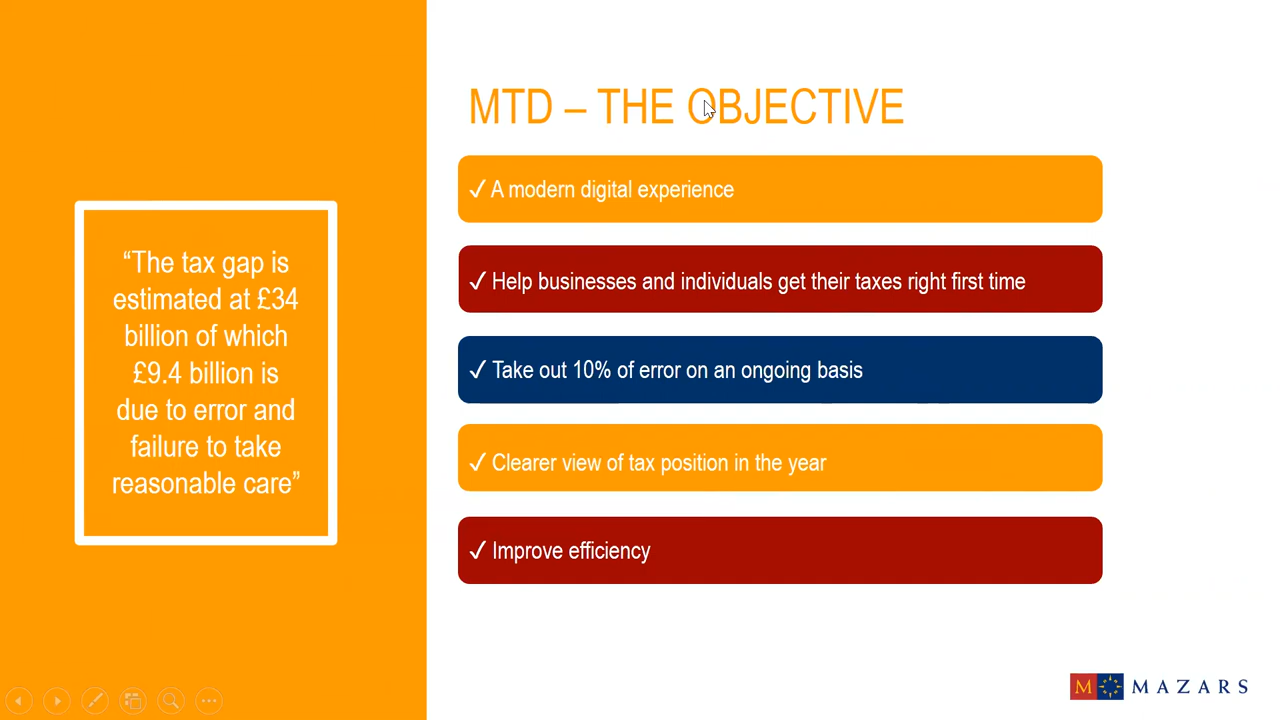 MTD – THE OBJECTIVE
“The tax gap is
estimated at £34
billion of which
£9.4 billion is
due to error and
failure to take
reasonable care”
✓ A modern digital experience
✓ Help businesses and individuals get their taxes right first time
✓ Take out 10% of error on an ongoing basis
✓ Clearer view of tax position in the year
✓ Improve efficiency
M MAZARS